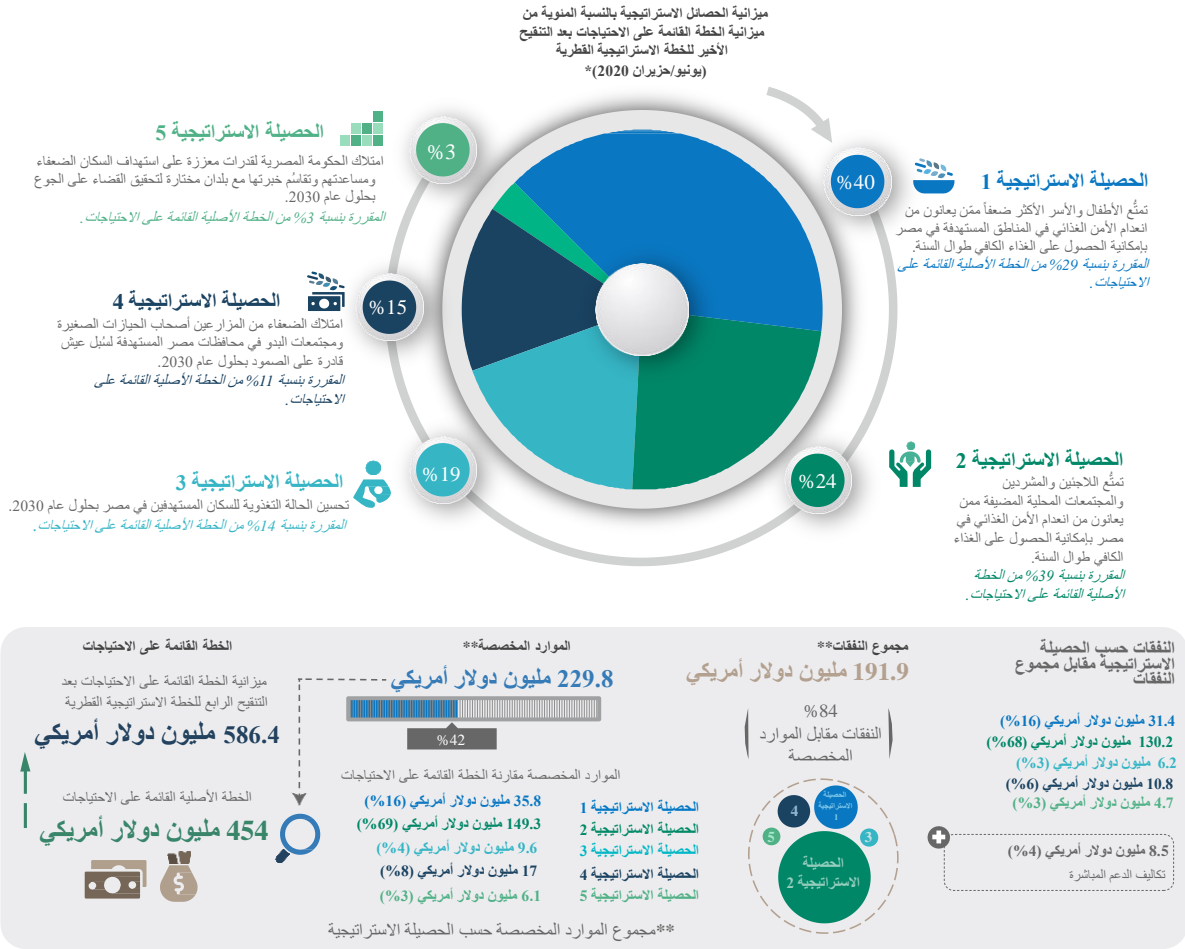 ميزانية الحصائل الاستراتيجية بالنسبة المئوية من
ميزانية الخطة القائمة على الاحتياجات بعد التنقيح
الأخير للخطة الاستراتيجية القطرية
(يونيو/حزيران 2020)*
%40
الحصيلة الاستراتيجية 1
تمتُّع الأطفال والأسر الأكثر ضعفاً ممّن يعانون من
انعدام الأمن الغذائي في المناطق المستهدفة في مصر
بإمكانية الحصول على الغذاء الكافي طوال السنة.
المقررة بنسبة 29% من الخطة الأصلية القائمة على
الاحتياجات.
%24
الحصيلة الاستراتيجية 2
تمتُّع اللاجئين والمشردين
والمجتمعات المحلية المضيفة ممن
يعانون من انعدام الأمن الغذائي في
مصر بإمكانية الحصول على الغذاء
الكافي طوال السنة.
المقررة بنسبة 39% من الخطة
الأصلية القائمة على الاحتياجات.
%19
الحصيلة الاستراتيجية 3
تحسين الحالة التغذوية للسكان المستهدفين في مصر بحلول عام 2030.
المقررة بنسبة 14% من الخطة الأصلية القائمة على الاحتياجات.
%15
الحصيلة الاستراتيجية 4
امتلاك الضعفاء من المزارعين أصحاب الحيازات الصغيرة
ومجتمعات البدو في محافظات مصر المستهدفة لسُبل عيش
قادرة على الصمود بحلول عام 2030.
المقررة بنسبة 11% من الخطة الأصلية القائمة على
الاحتياجات.
%3
الحصيلة الاستراتيجية 5
امتلاك الحكومة المصرية لقدرات معززة على استهداف السكان الضعفاء
ومساعدتهم وتقاسُم خبرتها مع بلدان مختارة لتحقيق القضاء على الجوع
بحلول عام 2030.
المقررة بنسبة 3% من الخطة الأصلية القائمة على الاحتياجات.
النفقات حسب الحصيلة
الاستراتيجية مقابل مجموع
النفقات
31.4 مليون دولار أمريكي (16%)
130.2 مليون دولار أمريكي (68%)
6.2 مليون دولار أمريكي (3%)
10.8 مليون دولار أمريكي (6%)
4.7 مليون دولار أمريكي (3%)
8.5 مليون دولار أمريكي (4%)
تكاليف الدعم المباشرة
مجموع النفقات**
191.9 مليون دولار أمريكي
%84
النفقات مقابل الموارد
المخصصة
الحصيلة
الاستراتيجية
1
4
5
3
الحصيلة
الاستراتيجية 2
الموارد المخصصة**
229.8 مليون دولار أمريكي
%42
الموارد المخصصة مقارنة الخطة القائمة على الاحتياجات
الحصيلة الاستراتيجية 1 35.8 مليون دولار أمريكي (16%)
الحصيلة الاستراتيجية 2 149.3 مليون دولار أمريكي (69%)
الحصيلة الاستراتيجية 3 9.6 مليون دولار أمريكي (4%)
الحصيلة الاستراتيجية 4 17 مليون دولار أمريكي (8%)
الحصيلة الاستراتيجية 5 6.1 مليون دولار أمريكي (3%)
**مجموع الموارد المخصصة حسب الحصيلة الاستراتيجية
الخطة القائمة على الاحتياجات
ميزانية الخطة القائمة على الاحتياجات بعد
التنقيح الرابع للخطة الاستراتيجية القطرية
586.4 مليون دولار أمريكي
الخطة الأصلية القائمة على الاحتياجات
454 مليون دولار أمريكي
$